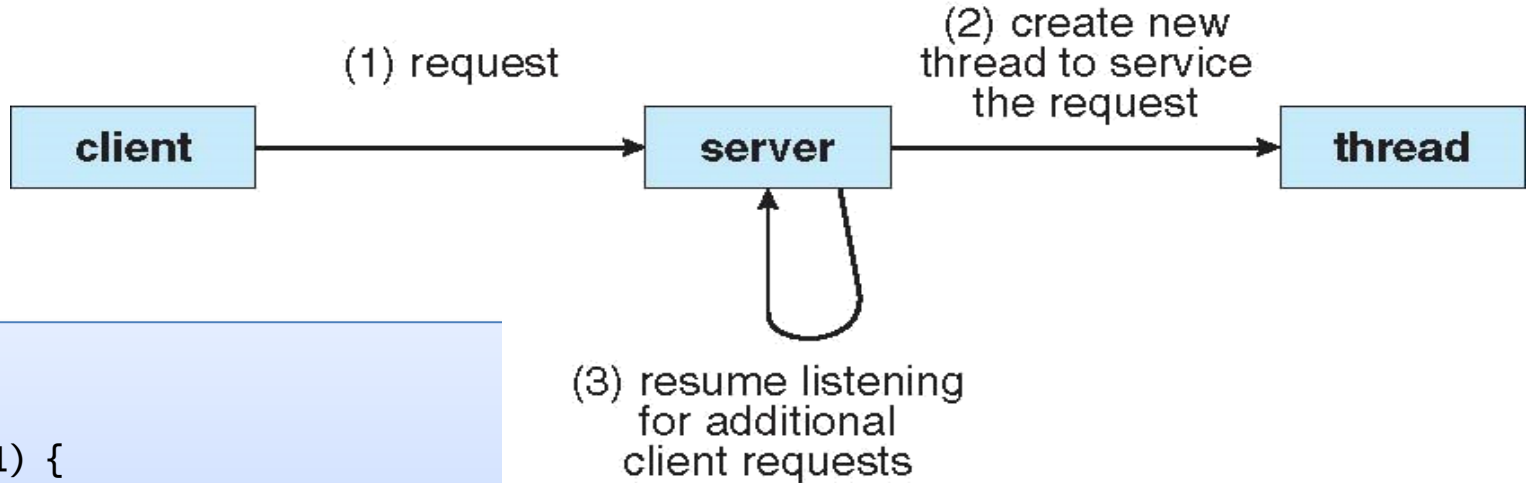 (1) request
(2) create new
thread to service
the request
client
server
thread
(3) resume listening
for additional
client requests
) {